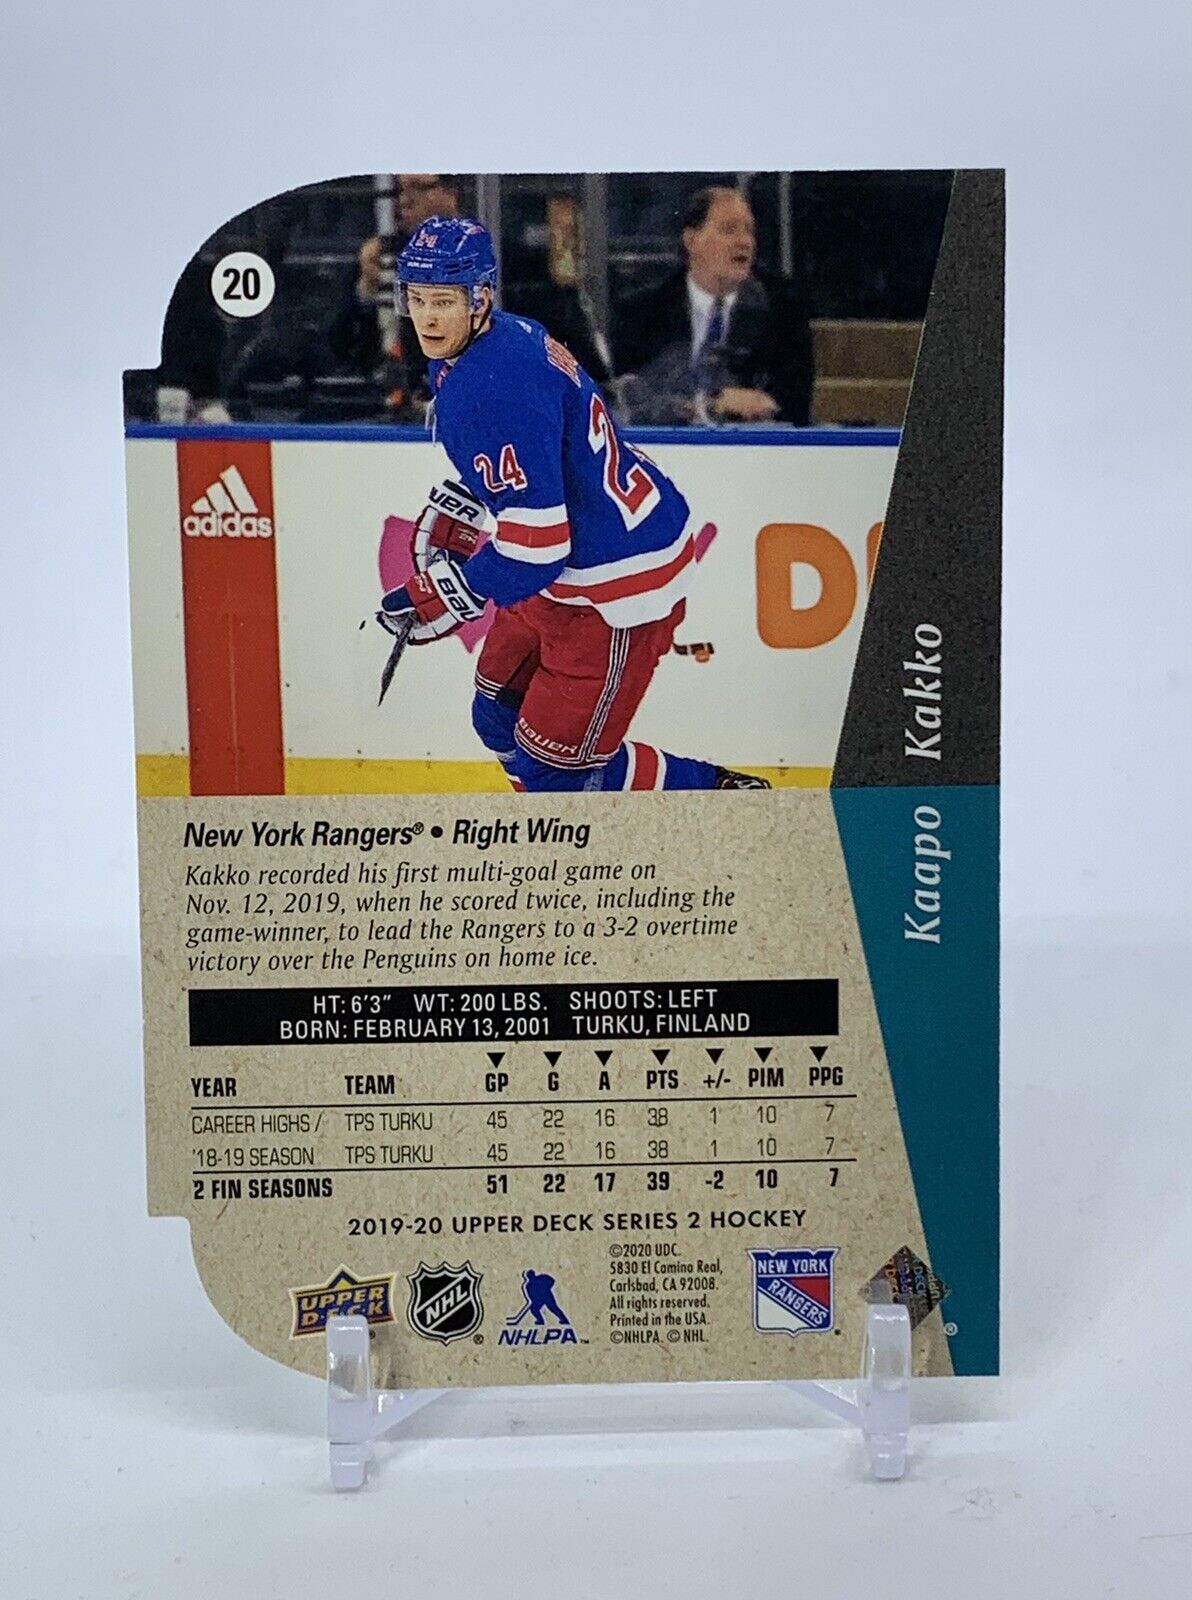 20
24
24
24
adidas
BAUER
D
Bauer
Kaapo Kakko
New York Rangers® • Right Wing
Kakko recorded his first multi-goal game on
Nov. 12, 2019, when he scored twice, including the
game-winner, to lead the Rangers to a 3-2 overtime
victory over the Penguins on home ice.
HT: 6'3" WT: 200 LBS. SHOOTS: LEFT
BORN: FEBRUARY 13, 2001 TURKU, FINLAND
YEAR TEAM GP G A PTS +/- PIM PPG
CAREER HIGHS / TPS TURKU 45 22 16 38 1 10 7
'18-19 SEASON TPS TURKU 45 22 16 38 1 10 7
2 FIN SEASONS 51 22 17 39 -2 10 7
2019-20 UPPER DECK SERIES 2 HOCKEY
UPPER
DECK
®
NHL
®
NHLPA™
©2020 UDC.
5830 El Camino Real,
Carlsbad, CA 92008.
All rights reserved.
Printed in the USA.
©NHLPA. © NHL.
NEW YORK
RANGERS
®